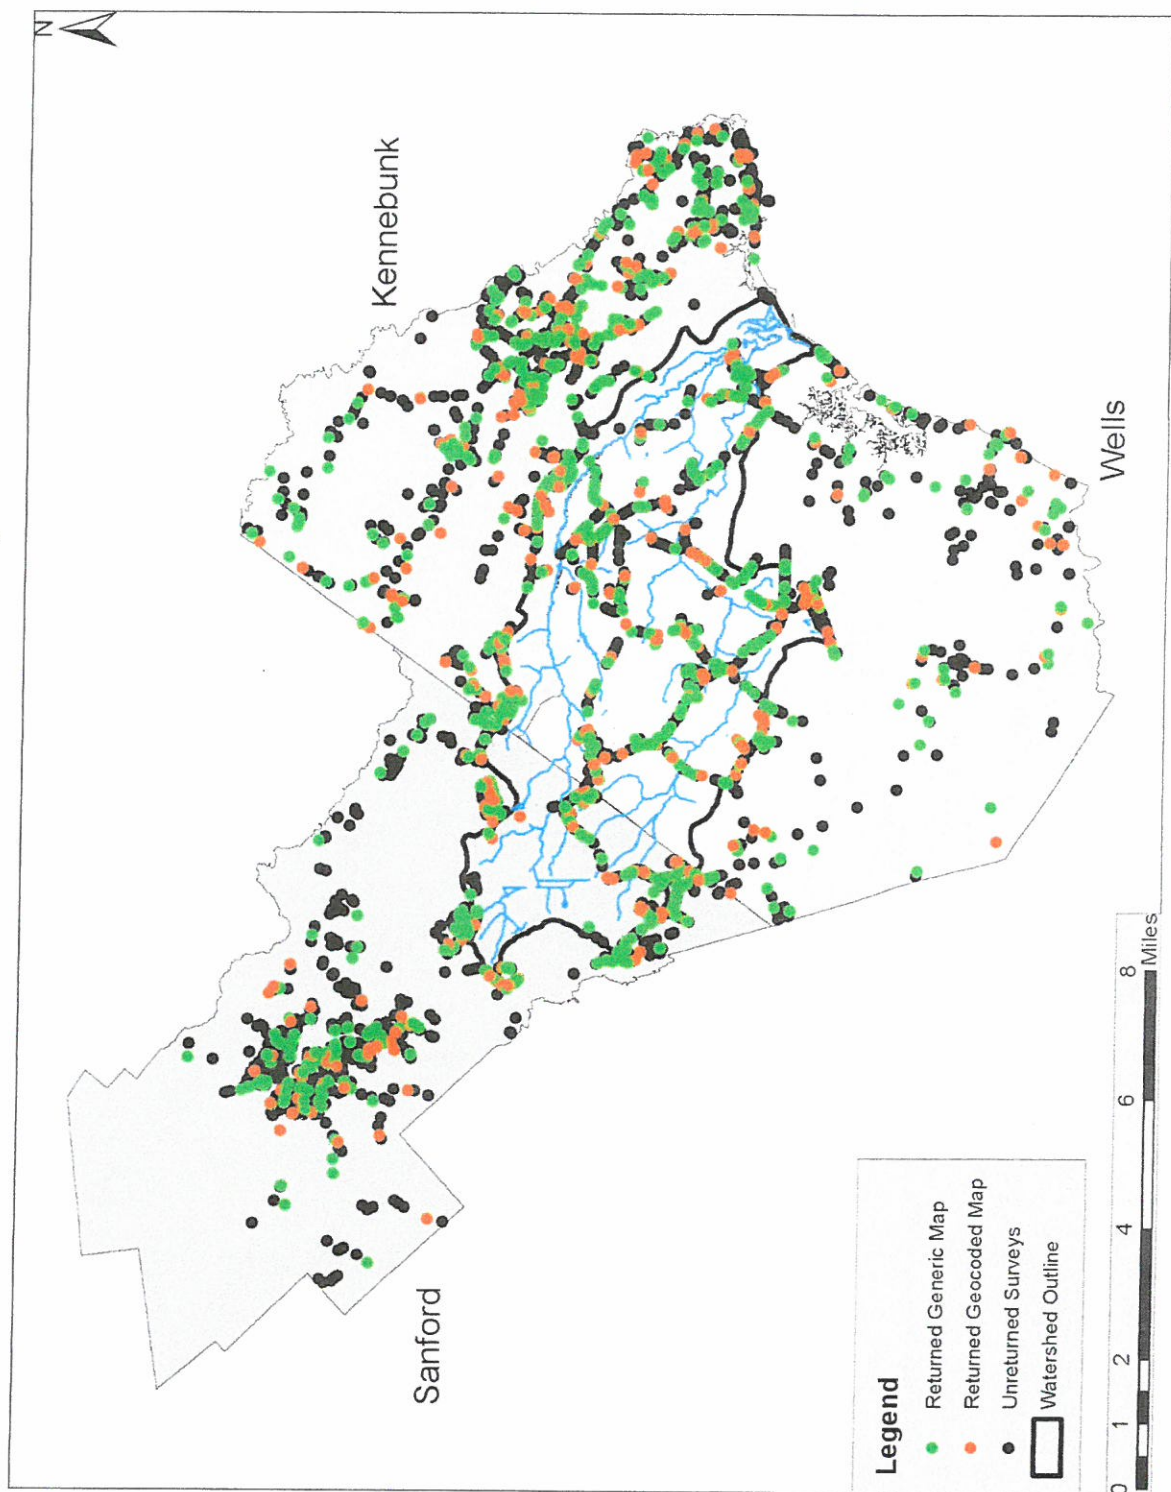 N
Kennebunk
Wells
Sanford
Legend
Returned Generic Map
Returned Geocoded Map
Unreturned Surveys
Watershed Outline
0 1 2 4 6 8
Miles